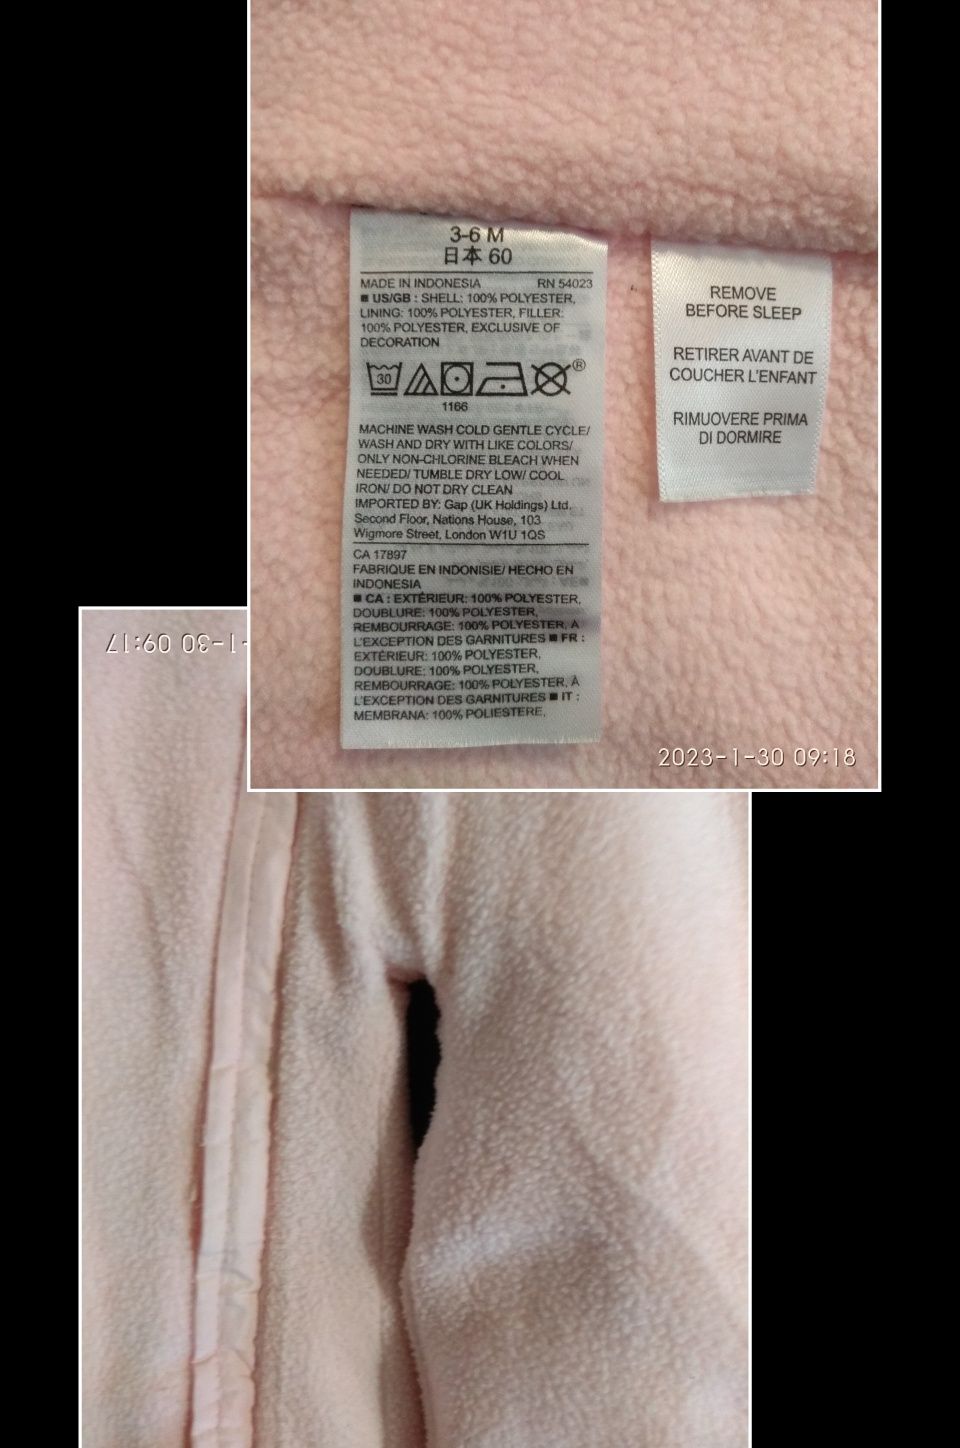 3-6 M
日本 60
MADE IN INDONESIA RN 54023
■ US/GB : SHELL: 100% POLYESTER,
LINING: 100% POLYESTER, FILLER:
100% POLYESTER, EXCLUSIVE OF
DECORATION
30
®
1166
MACHINE WASH COLD GENTLE CYCLE/
WASH AND DRY WITH LIKE COLORS/
ONLY NON-CHLORINE BLEACH WHEN
NEEDED/ TUMBLE DRY LOW/ COOL
IRON/ DO NOT DRY CLEAN
IMPORTED BY: Gap (UK Holdings) Ltd.
Second Floor, Nations House, 103
Wigmore Street, London W1U 1QS
CA 17897
FABRIQUE EN INDONISIE/ HECHO EN
INDONESIA
■ CA : EXTÉRIEUR: 100% POLYESTER,
DOUBLURE: 100% POLYESTER,
REMBOURRAGE: 100% POLYESTER, À
L'EXCEPTION DES GARNITURES ■ FR :
EXTÉRIEUR: 100% POLYESTER,
DOUBLURE: 100% POLYESTER,
REMBOURRAGE: 100% POLYESTER, À
L'EXCEPTION DES GARNITURES ■ IT :
MEMBRANA: 100% POLIESTERE,
REMOVE
BEFORE SLEEP
RETIRER AVANT DE
COUCHER L'ENFANT
RIMUOVERE PRIMA
DI DORMIRE
2023-1-30 09:18
-1-30 09:17